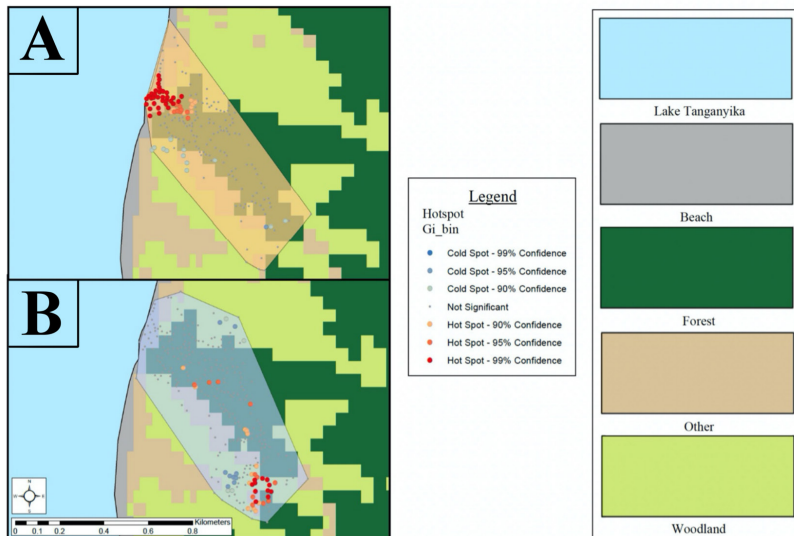 A
B
N
W
E
S
Kilometers
0 0.1 0.2 0.4 0.6 0.8
Legend
Hotspot
Gi_bin
Cold Spot - 99% Confidence
Cold Spot - 95% Confidence
Cold Spot - 90% Confidence
Not Significant
Hot Spot - 90% Confidence
Hot Spot - 95% Confidence
Hot Spot - 99% Confidence
Lake Tanganyika
Beach
Forest
Other
Woodland